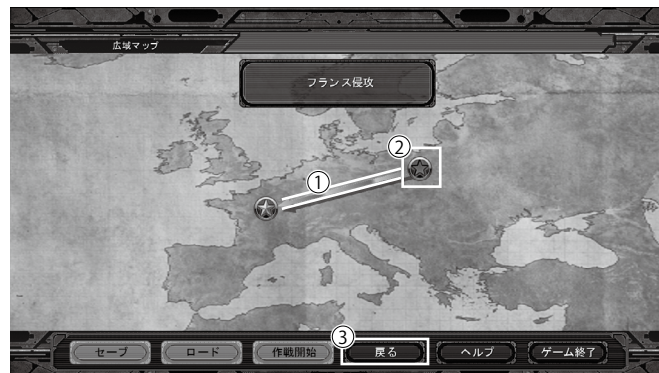 広域マップ
フランス侵攻
②
①
③
セーブ ロード 作戦開始 戻る ヘルプ ゲーム終了